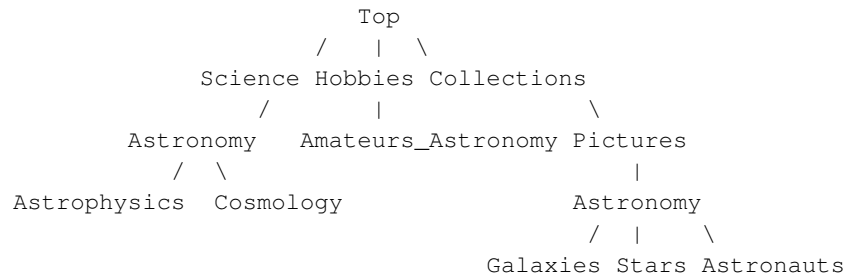 Top
/ | \
Science Hobbies Collections
/ | \
Astronomy Amateurs_Astronomy Pictures
/ \ |
Astrophysics Cosmology Astronomy
/ | \
Galaxies Stars Astronauts